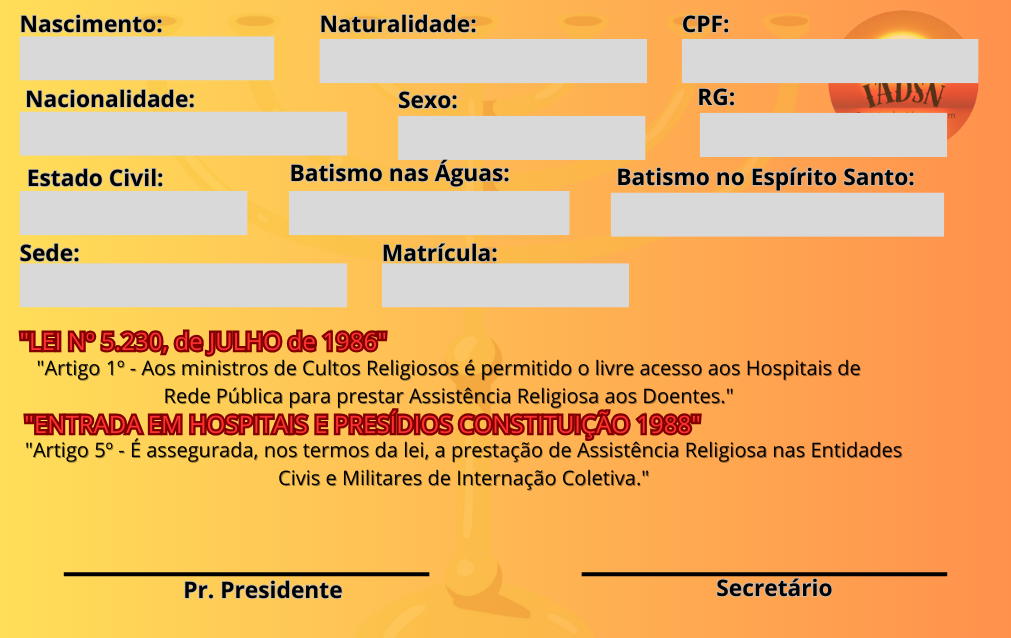 Nascimento: Naturalidade: CPF:
Nacionalidade: Sexo: RG:
IADSN
Estado Civil: Batismo nas Águas: Batismo no Espírito Santo:
Sede: Matrícula:
"LEI Nº 5.230, de JULHO de 1986"
"Artigo 1º - Aos ministros de Cultos Religiosos é permitido o livre acesso aos Hospitais de
Rede Pública para prestar Assistência Religiosa aos Doentes."
"ENTRADA EM HOSPITAIS E PRESÍDIOS CONSTITUIÇÃO 1988"
"Artigo 5º - É assegurada, nos termos da lei, a prestação de Assistência Religiosa nas Entidades
Civis e Militares de Internação Coletiva."
Pr. Presidente Secretário